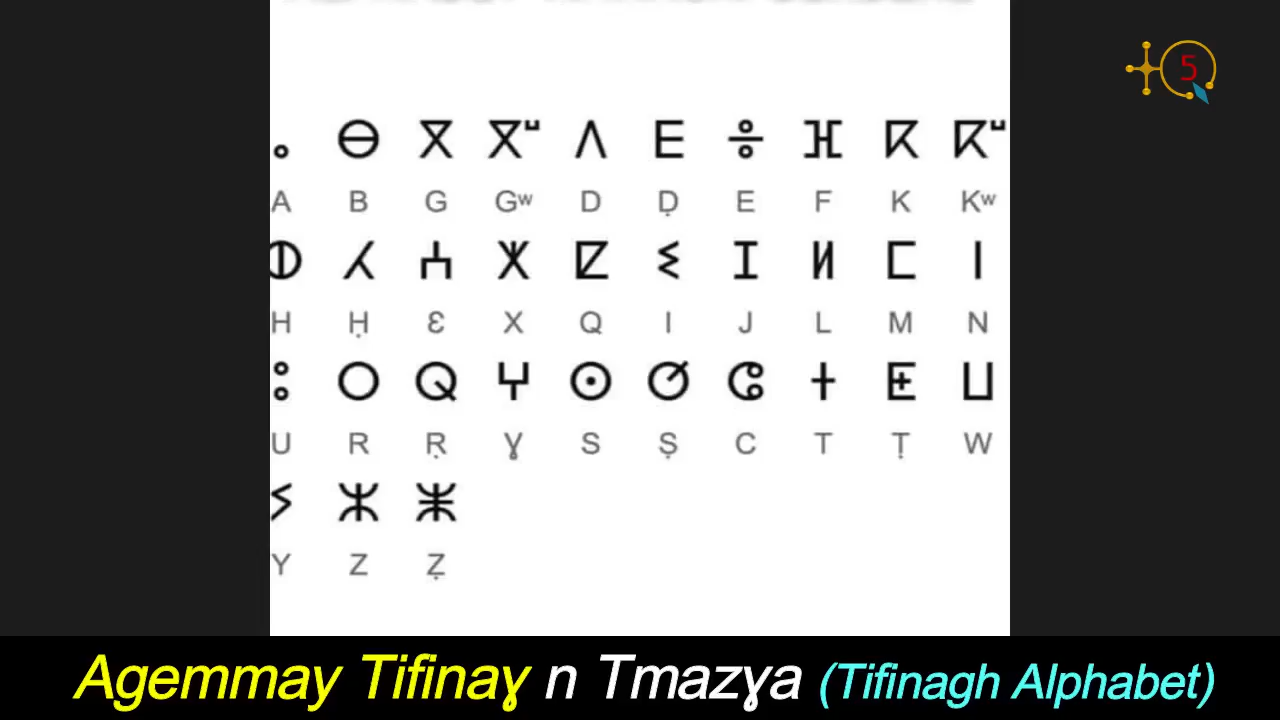 5
ⴰ ⴱ ⴳ ⴳⵯ ⴷ ⴹ ⴻ ⴼ ⴽ ⴽⵯ
A B G Gʷ D Ḍ E F K Kʷ
ⵀ ⵃ ⵄ ⵅ ⵇ ⵉ ⵊ ⵍ ⵎ ⵏ
H Ḥ Ɛ X Q I J L M N
ⵓ ⵔ ⵕ ⵖ ⵙ ⵚ ⵛ ⵜ ⵟ ⵡ
U R Ṛ Ɣ S Ṣ C T Ṭ W
ⵢ ⵣ ⵥ
Y Z Ẓ
Agemmay Tifinaɣ n Tmazɣa (Tifinagh Alphabet)